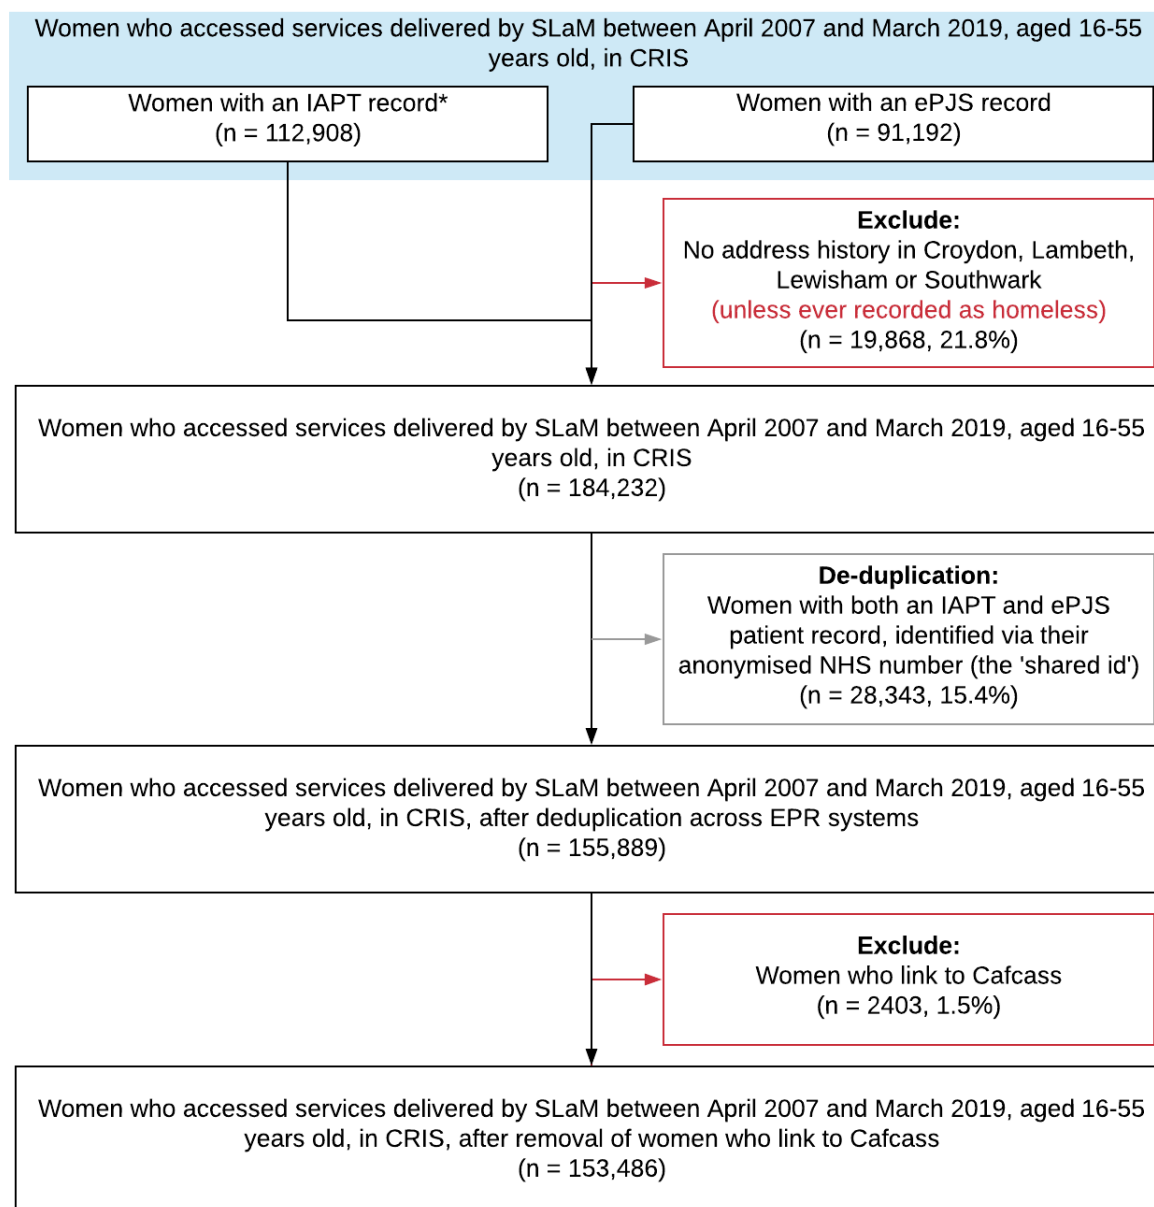 Women who accessed services delivered by SLaM between April 2007 and March 2019, aged 16-55
years old, in CRIS
Women with an IAPT record*
(n = 112,908)
Women with an ePJS record
(n = 91,192)
Exclude:
No address history in Croydon, Lambeth,
Lewisham or Southwark
(unless ever recorded as homeless)
(n = 19,868, 21.8%)
Women who accessed services delivered by SLaM between April 2007 and March 2019, aged 16-55
years old, in CRIS
(n = 184,232)
De-duplication:
Women with both an IAPT and ePJS
patient record, identified via their
anonymised NHS number (the 'shared id')
(n = 28,343, 15.4%)
Women who accessed services delivered by SLaM between April 2007 and March 2019, aged 16-55
years old, in CRIS, after deduplication across EPR systems
(n = 155,889)
Exclude:
Women who link to Cafcass
(n = 2403, 1.5%)
Women who accessed services delivered by SLaM between April 2007 and March 2019, aged 16-55
years old, in CRIS, after removal of women who link to Cafcass
(n = 153,486)